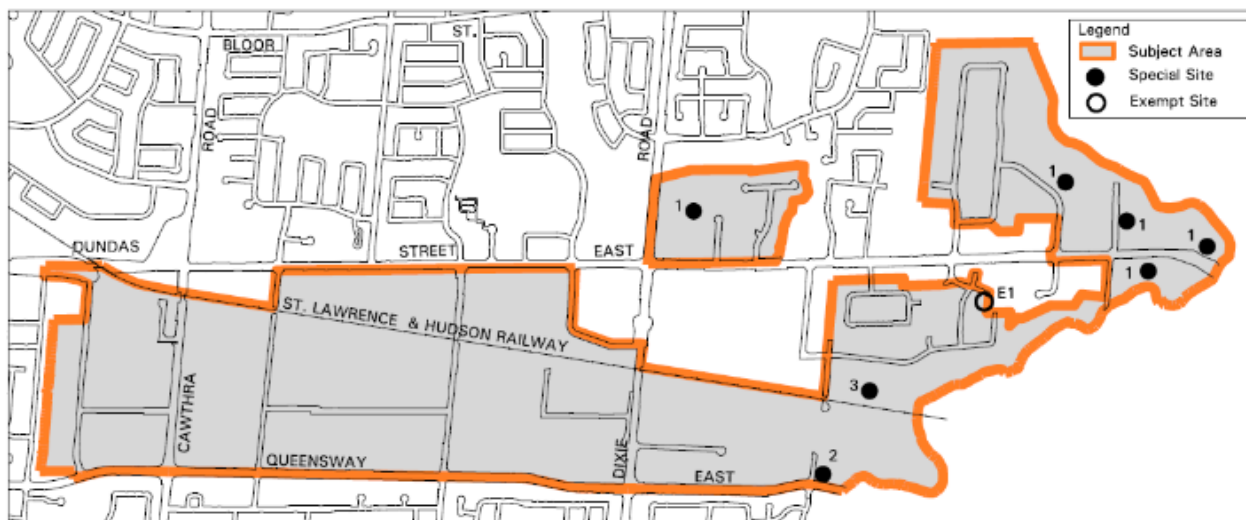 Legend
Subject Area
Special Site
Exempt Site
BLOOR ST.
ROAD
ROAD
1
1
1
1
1
DUNDAS STREET EAST
E1
ST. LAWRENCE & HUDSON RAILWAY
3
CAWTHRA
DIXIE
QUEENSWAY EAST
2